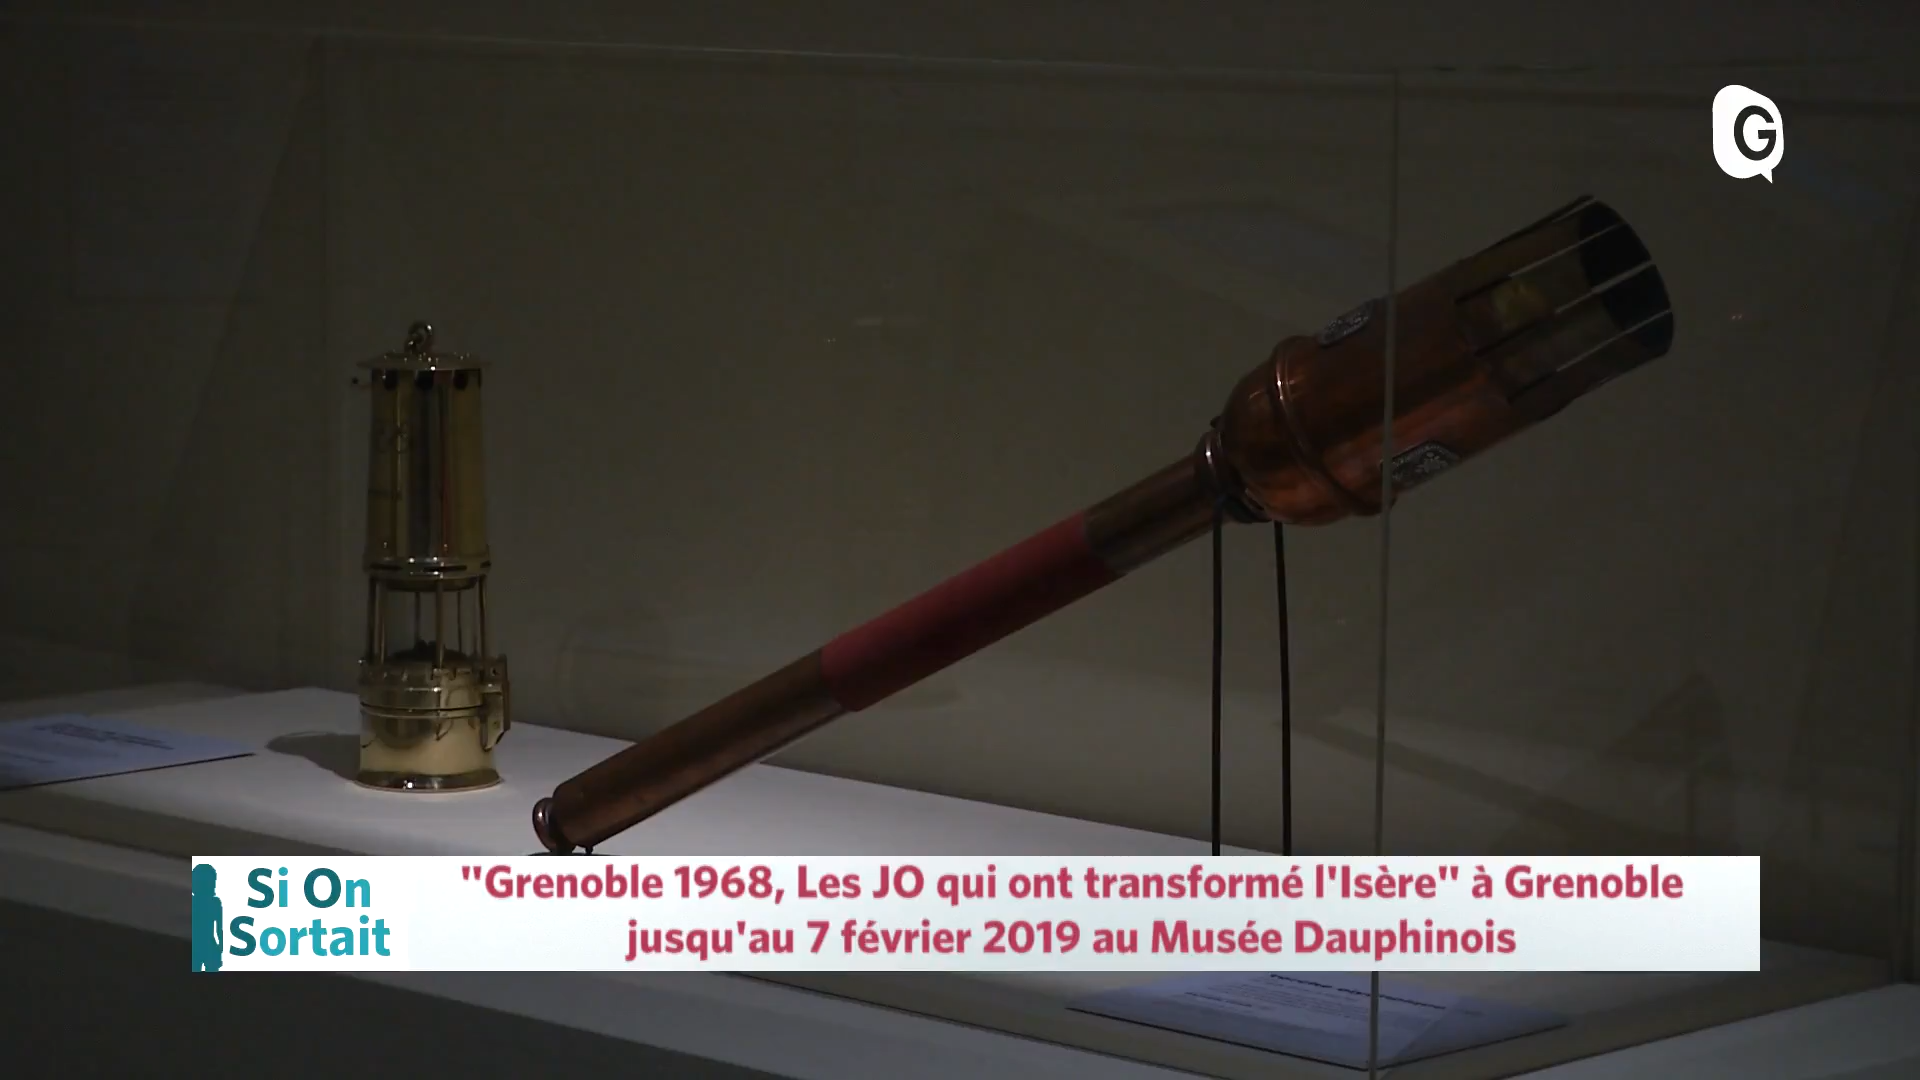 G
Si On
Sortait
"Grenoble 1968, Les JO qui ont transformé l'Isère" à Grenoble
jusqu'au 7 février 2019 au Musée Dauphinois